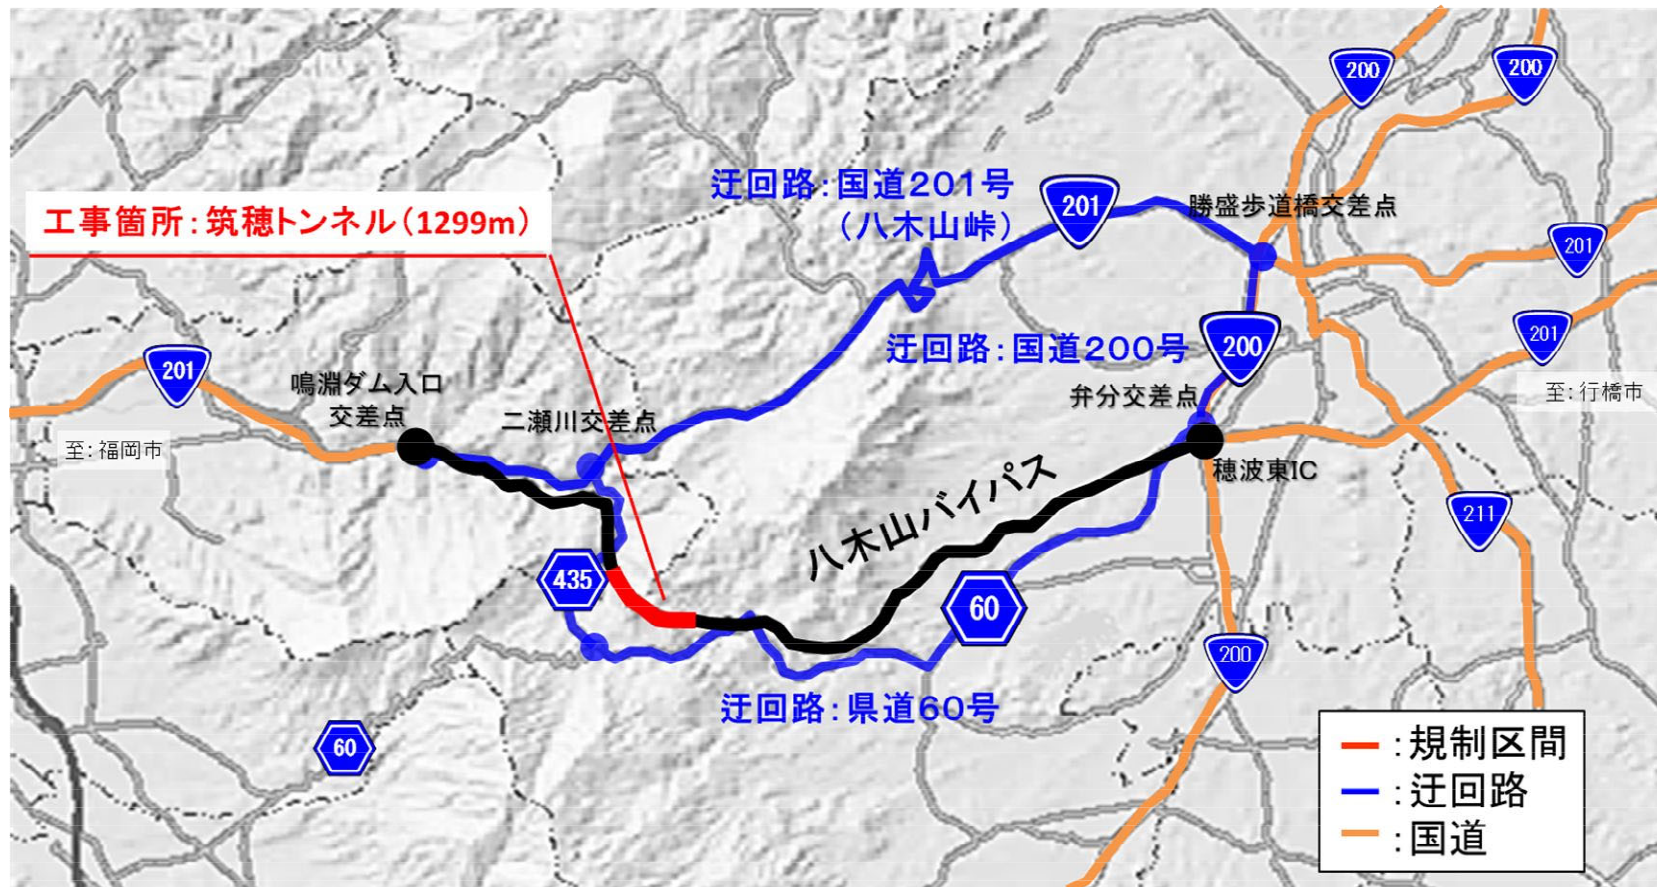 200
200
迂回路：国道201号
（八木山峠）
201
勝盛歩道橋交差点
工事箇所：筑穂トンネル（1299m）
201
迂回路：国道200号
200
201
201
鳴淵ダム入口
交差点
二瀬川交差点
弁分交差点
至：行橋市
至：福岡市
穂波東IC
八木山バイパス
211
435
60
200
迂回路：県道60号
60
：規制区間
：迂回路
：国道